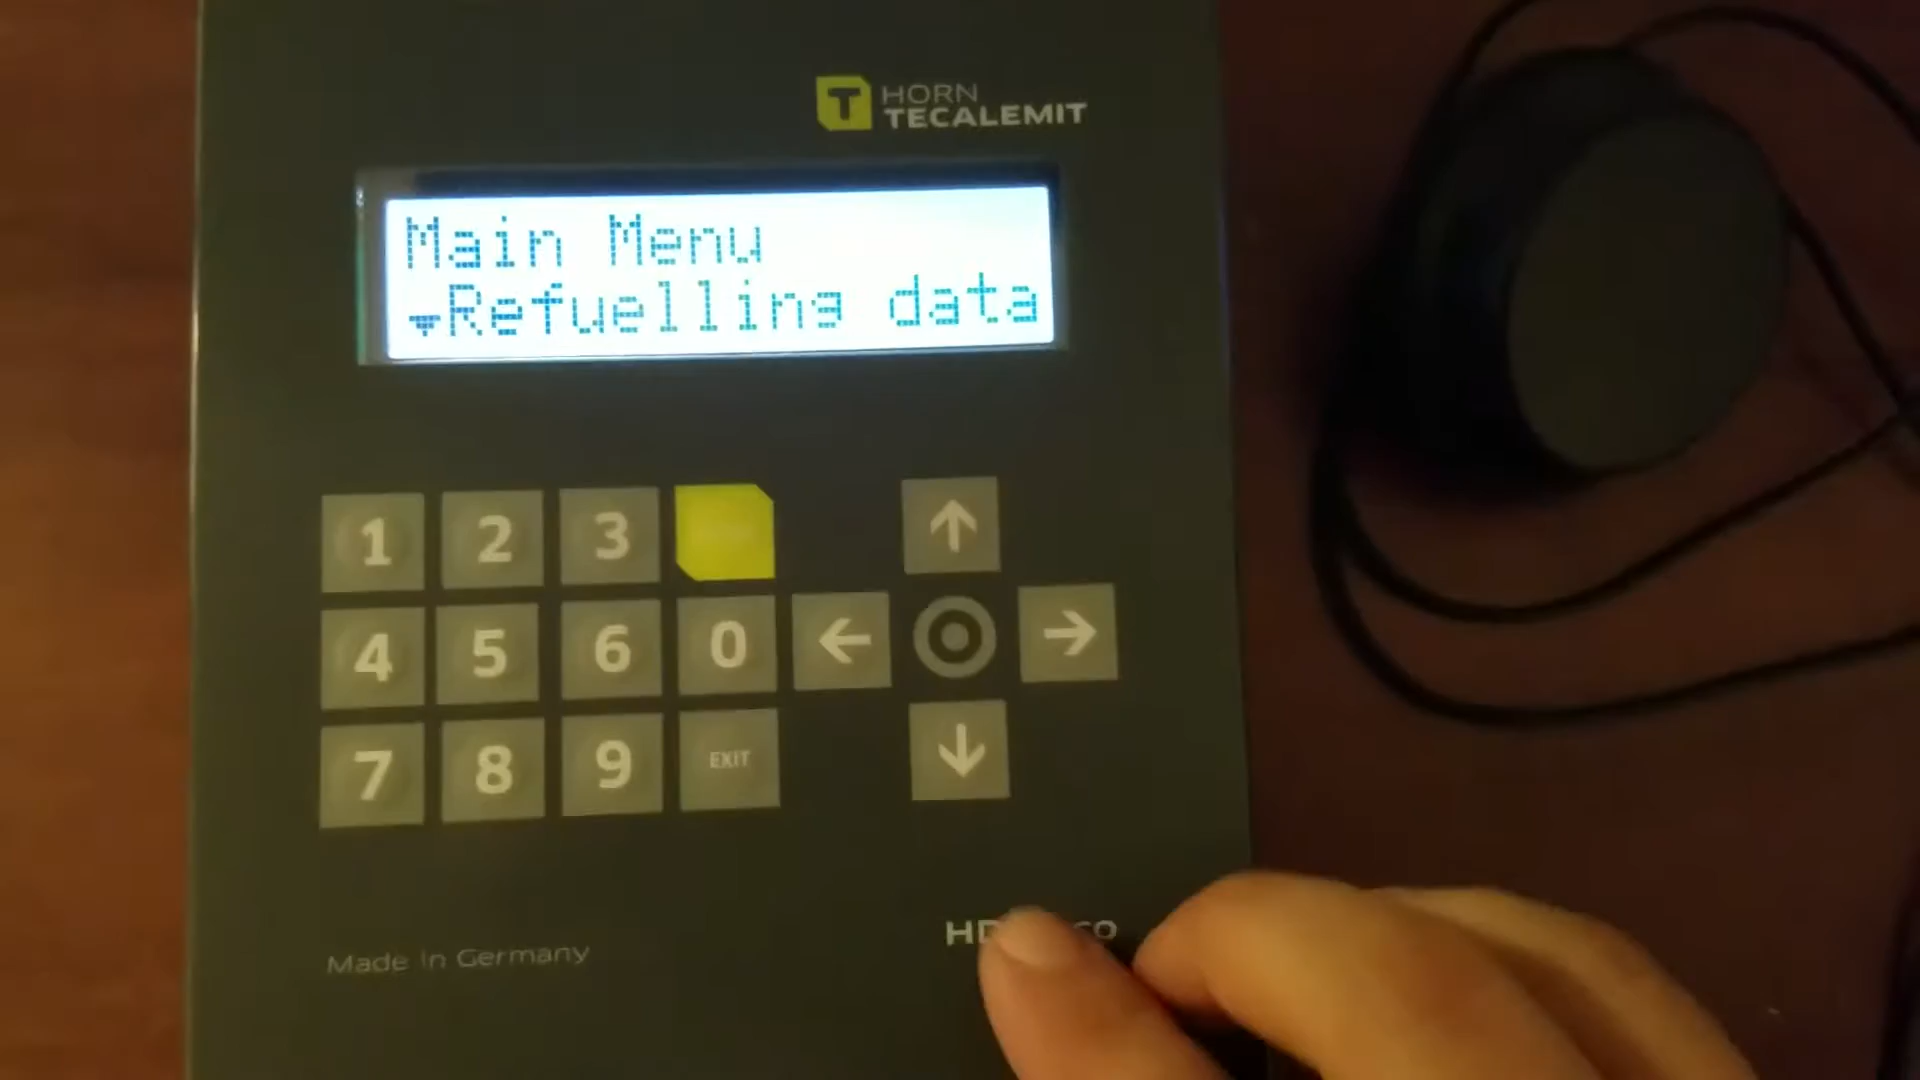 HORN
TECALEMIT
Main Menu
Refuelling data
1 2 3
4 5 6 0
7 8 9 EXIT
Made in Germany